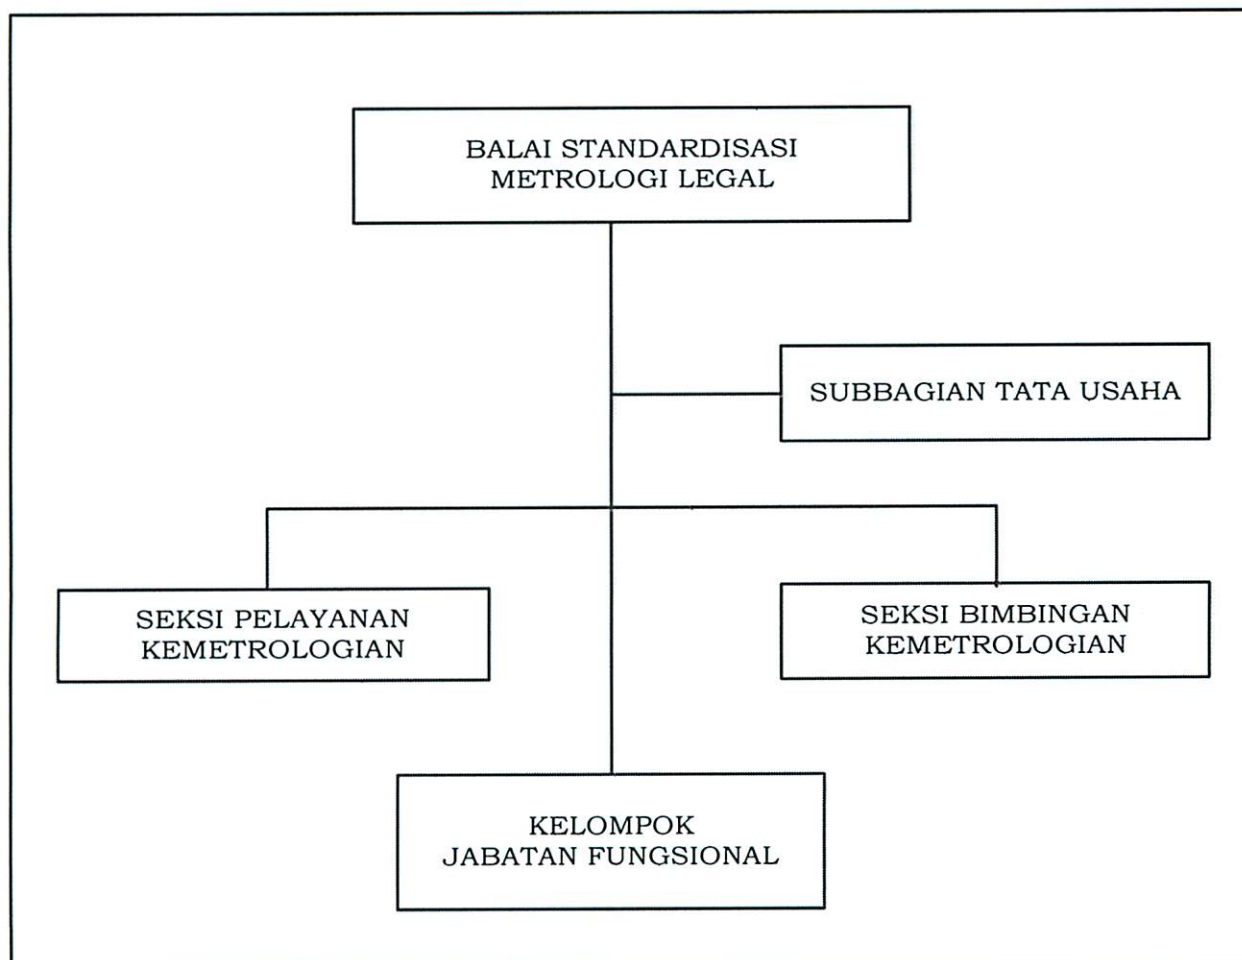 BALAI STANDARDISASI
METROLOGI LEGAL
SUBBAGIAN TATA USAHA
SEKSI PELAYANAN
KEMETROLOGIAN
SEKSI BIMBINGAN
KEMETROLOGIAN
KELOMPOK
JABATAN FUNGSIONAL